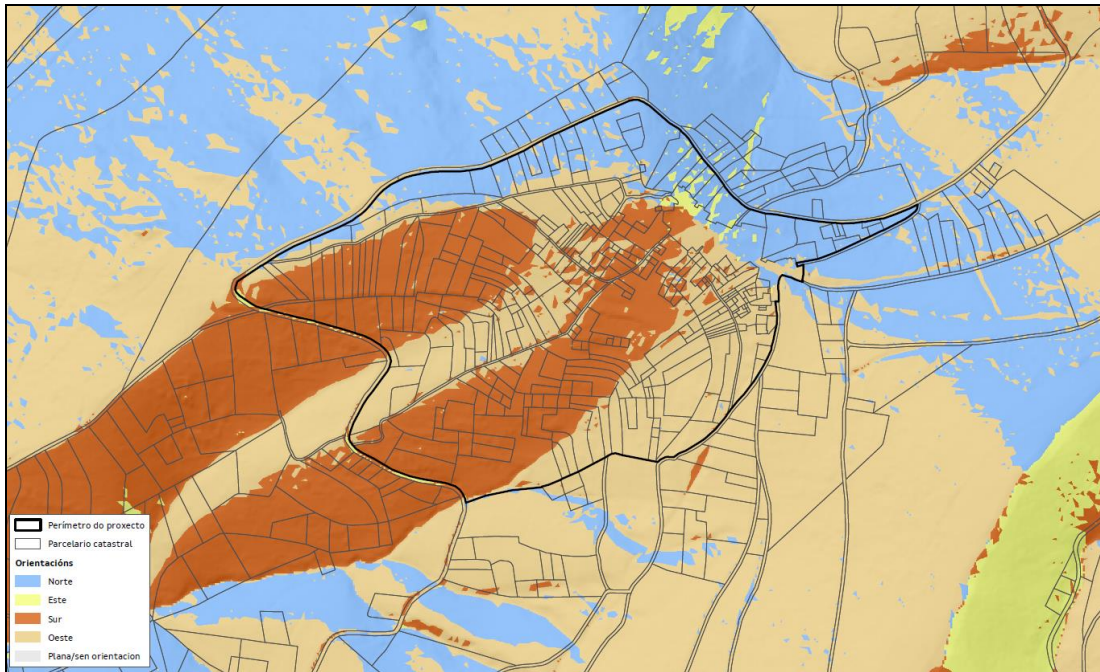 Perímetro do proxecto
Parcelario catastral
Orientacións
Norte
Este
Sur
Oeste
Plana/sen orientacion